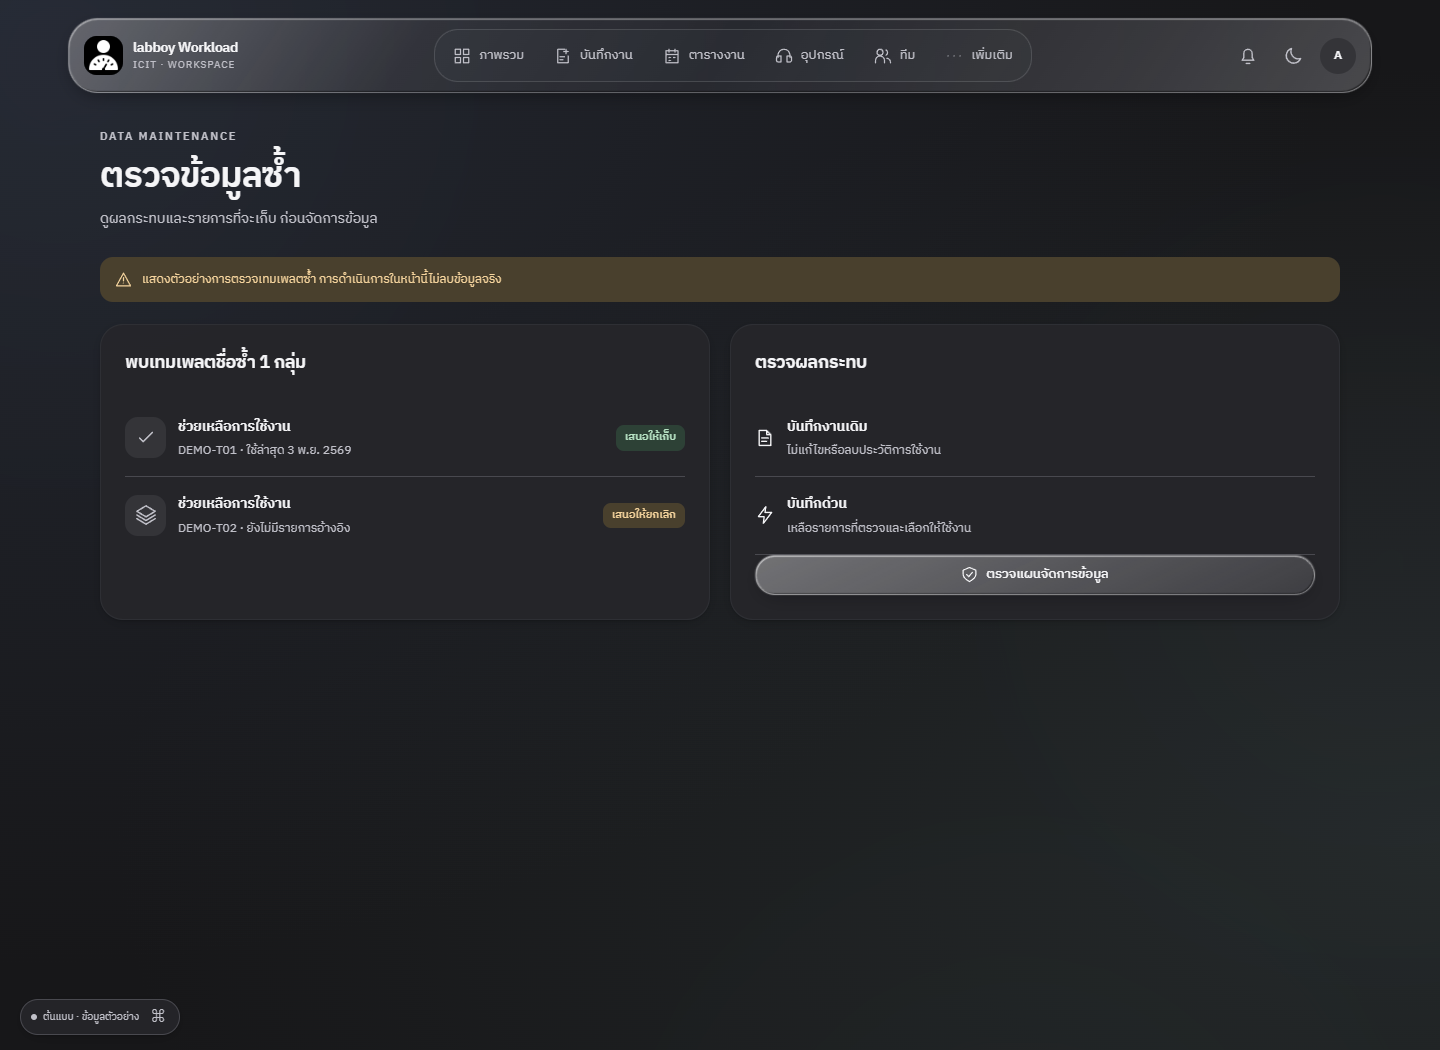 labboy Workload
ICIT · WORKSPACE
ภาพรวม
บันทึกงาน
ตารางงาน
อุปกรณ์
ทีม
··· เพิ่มเติม
A
DATA MAINTENANCE
ตรวจข้อมูลซ้ำ
ดูผลกระทบและรายการที่จะเก็บ ก่อนจัดการข้อมูล
แสดงตัวอย่างการตรวจเทมเพลตซ้ำ การดำเนินการในหน้านี้ไม่ลบข้อมูลจริง
พบเทมเพลตชื่อซ้ำ 1 กลุ่ม
ช่วยเหลือการใช้งาน
DEMO-T01 · ใช้ล่าสุด 3 พ.ย. 2569
เสนอให้เก็บ
ช่วยเหลือการใช้งาน
DEMO-T02 · ยังไม่มีรายการอ้างอิง
เสนอให้ยกเลิก
ตรวจผลกระทบ
บันทึกงานเดิม
ไม่แก้ไขหรือลบประวัติการใช้งาน
บันทึกด่วน
เหลือรายการที่ตรวจและเลือกให้ใช้งาน
ตรวจแผนจัดการข้อมูล
ต้นแบบ · ข้อมูลตัวอย่าง ⌘